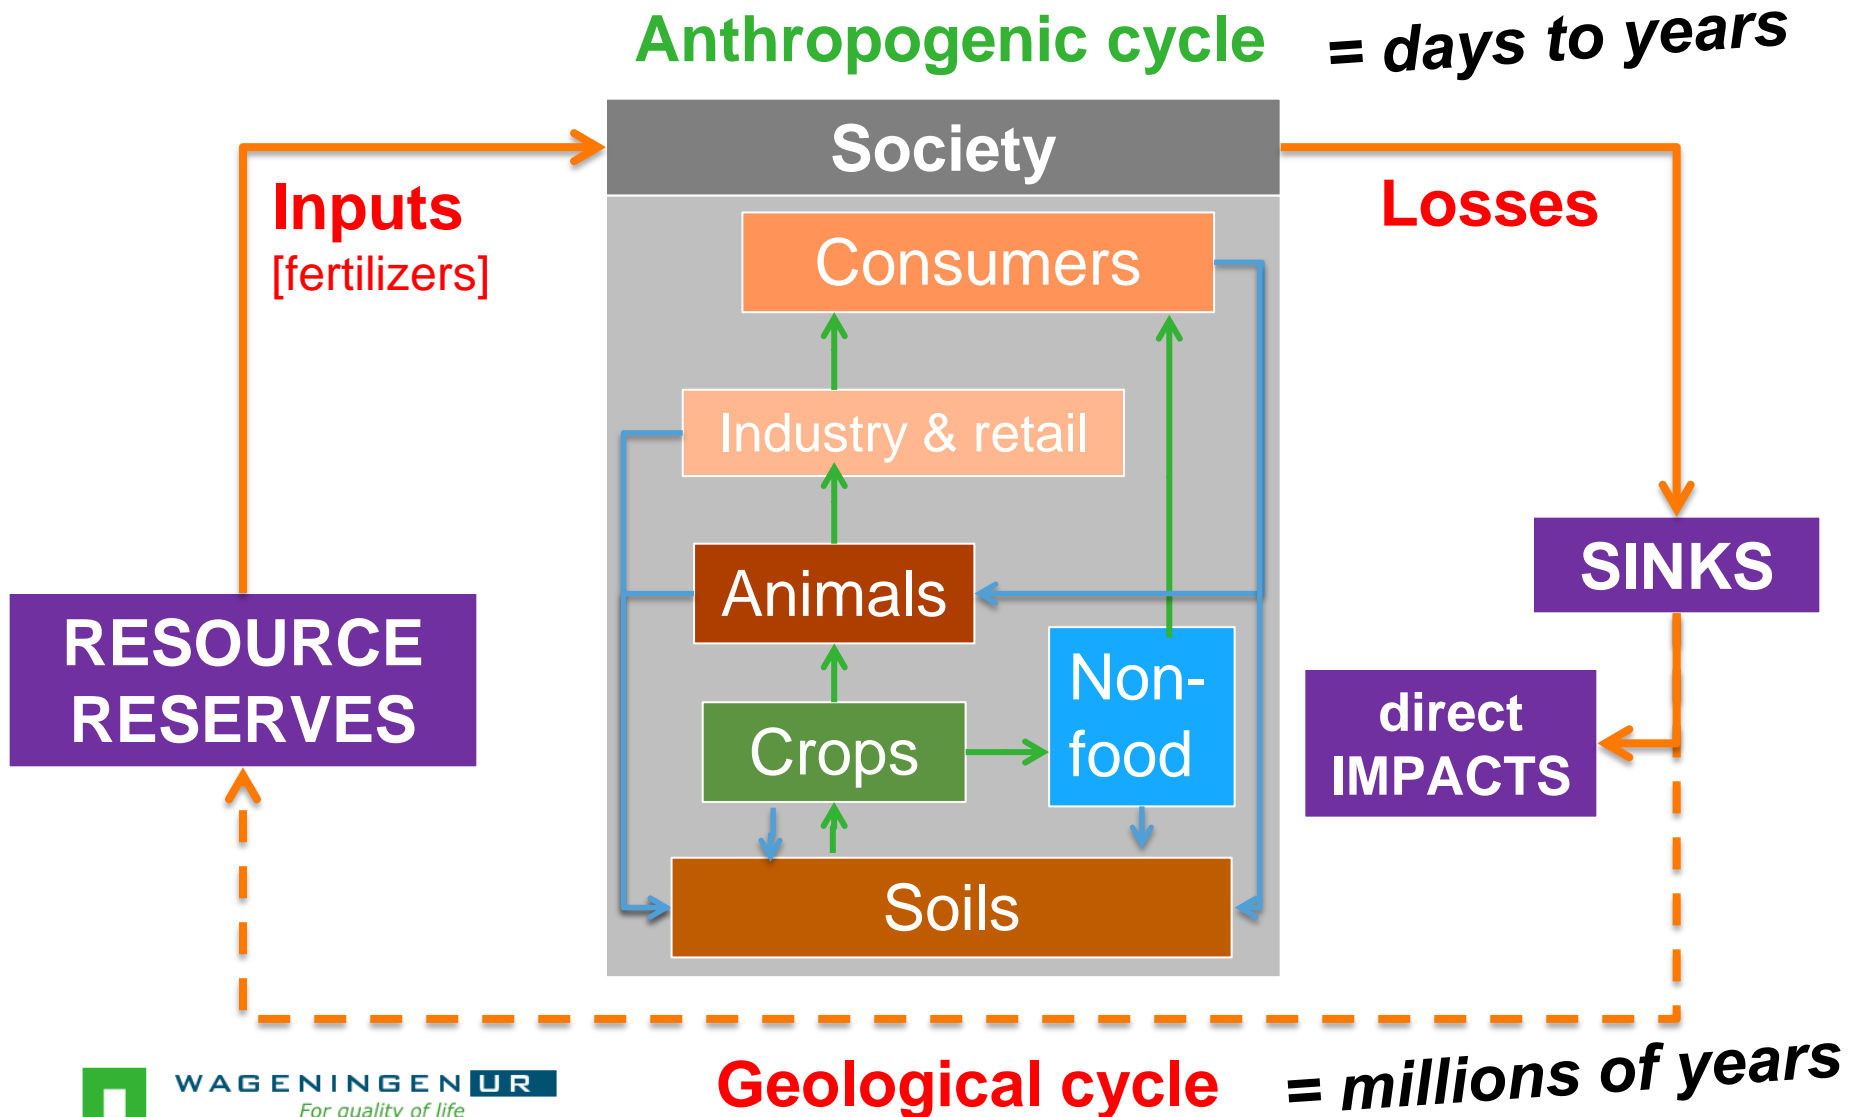 Anthropogenic cycle = days to years
Society
Inputs
[fertilizers]
Losses
Consumers
Industry & retail
Animals
SINKS
RESOURCE
RESERVES
Non-
food
Crops
direct
IMPACTS
Soils
Geological cycle = millions of years
WAGENINGEN UR
For quality of life